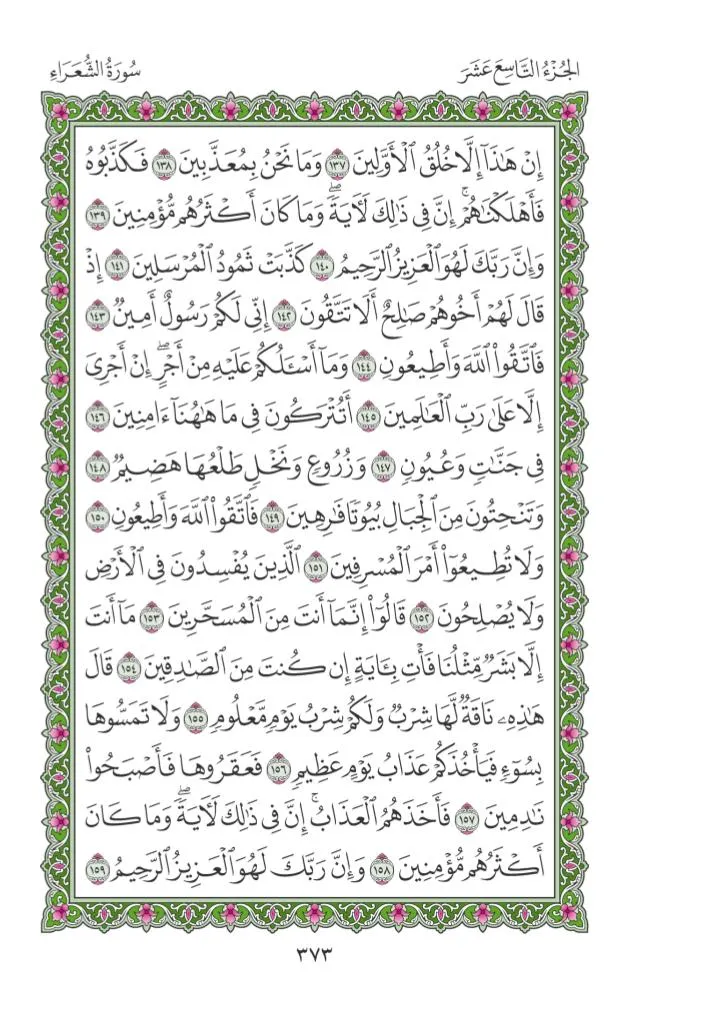 الجُزْءُ التَّاسِعَ عَشَرَ
سُورَةُ الشُّعَرَاءِ
إِنْ هَٰذَآ إِلَّا خُلُقُ ٱلْأَوَّلِينَ ١٣٧ وَمَا نَحْنُ بِمُعَذَّبِينَ ١٣٨ فَكَذَّبُوهُ
فَأَهْلَكْنَٰهُمْۚ إِنَّ فِى ذَٰلِكَ لَءَايَةًۖ وَمَا كَانَ أَكْثَرُهُم مُّؤْمِنِينَ ١٣٩
وَإِنَّ رَبَّكَ لَهُوَ ٱلْعَزِيزُ ٱلرَّحِيمُ ١٤٠ كَذَّبَتْ ثَمُودُ ٱلْمُرْسَلِينَ ١٤١ إِذْ
قَالَ لَهُمْ أَخُوهُمْ صَٰلِحٌ أَلَا تَتَّقُونَ ١٤٢ إِنِّى لَكُمْ رَسُولٌ أَمِينٌ ١٤٣
فَٱتَّقُوا۟ ٱللَّهَ وَأَطِيعُونِ ١٤٤ وَمَآ أَسْـَٔلُكُمْ عَلَيْهِ مِنْ أَجْرٍۖ إِنْ أَجْرِىَ
إِلَّا عَلَىٰ رَبِّ ٱلْعَٰلَمِينَ ١٤٥ أَتُتْرَكُونَ فِى مَا هَٰهُنَآ ءَامِنِينَ ١٤٦
فِى جَنَّٰتٍ وَعُيُونٍ ١٤٧ وَزُرُوعٍ وَنَخْلٍ طَلْعُهَا هَضِيمٌ ١٤٨
وَتَنْحِتُونَ مِنَ ٱلْجِبَالِ بُيُوتًا فَٰرِهِينَ ١٤٩ فَٱتَّقُوا۟ ٱللَّهَ وَأَطِيعُونِ ١٥٠
وَلَا تُطِيعُوٓا۟ أَمْرَ ٱلْمُسْرِفِينَ ١٥١ ٱلَّذِينَ يُفْسِدُونَ فِى ٱلْأَرْضِ
وَلَا يُصْلِحُونَ ١٥٢ قَالُوٓا۟ إِنَّمَآ أَنتَ مِنَ ٱلْمُسَحَّرِينَ ١٥٣ مَآ أَنتَ
إِلَّا بَشَرٌ مِّثْلُنَا فَأْتِ بِـَٔايَةٍ إِن كُنتَ مِنَ ٱلصَّٰدِقِينَ ١٥٤ قَالَ
هَٰذِهِۦ نَاقَةٌ لَّهَا شِرْبٌ وَلَكُمْ شِرْبُ يَوْمٍ مَّعْلُومٍ ١٥٥ وَلَا تَمَسُّوهَا
بِسُوٓءٍ فَيَأْخُذَكُمْ عَذَابُ يَوْمٍ عَظِيمٍ ١٥٦ فَعَقَرُوهَا فَأَصْبَحُوا۟
نَٰدِمِينَ ١٥٧ فَأَخَذَهُمُ ٱلْعَذَابُۚ إِنَّ فِى ذَٰلِكَ لَءَايَةًۖ وَمَا كَانَ
أَكْثَرُهُم مُّؤْمِنِينَ ١٥٨ وَإِنَّ رَبَّكَ لَهُوَ ٱلْعَزِيزُ ٱلرَّحِيمُ ١٥٩
٣٧٣